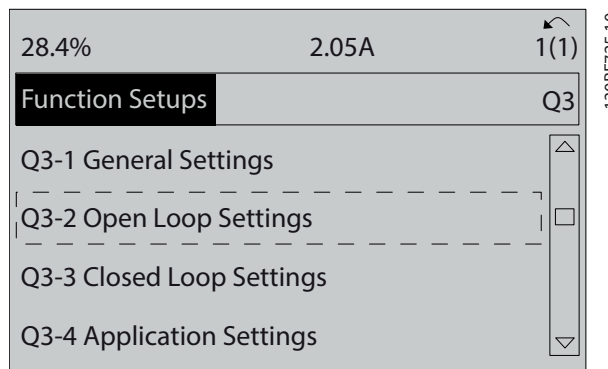 28.4% 2.05A 1(1)
Function Setups Q3
Q3-1 General Settings
Q3-2 Open Loop Settings
Q3-3 Closed Loop Settings
Q3-4 Application Settings